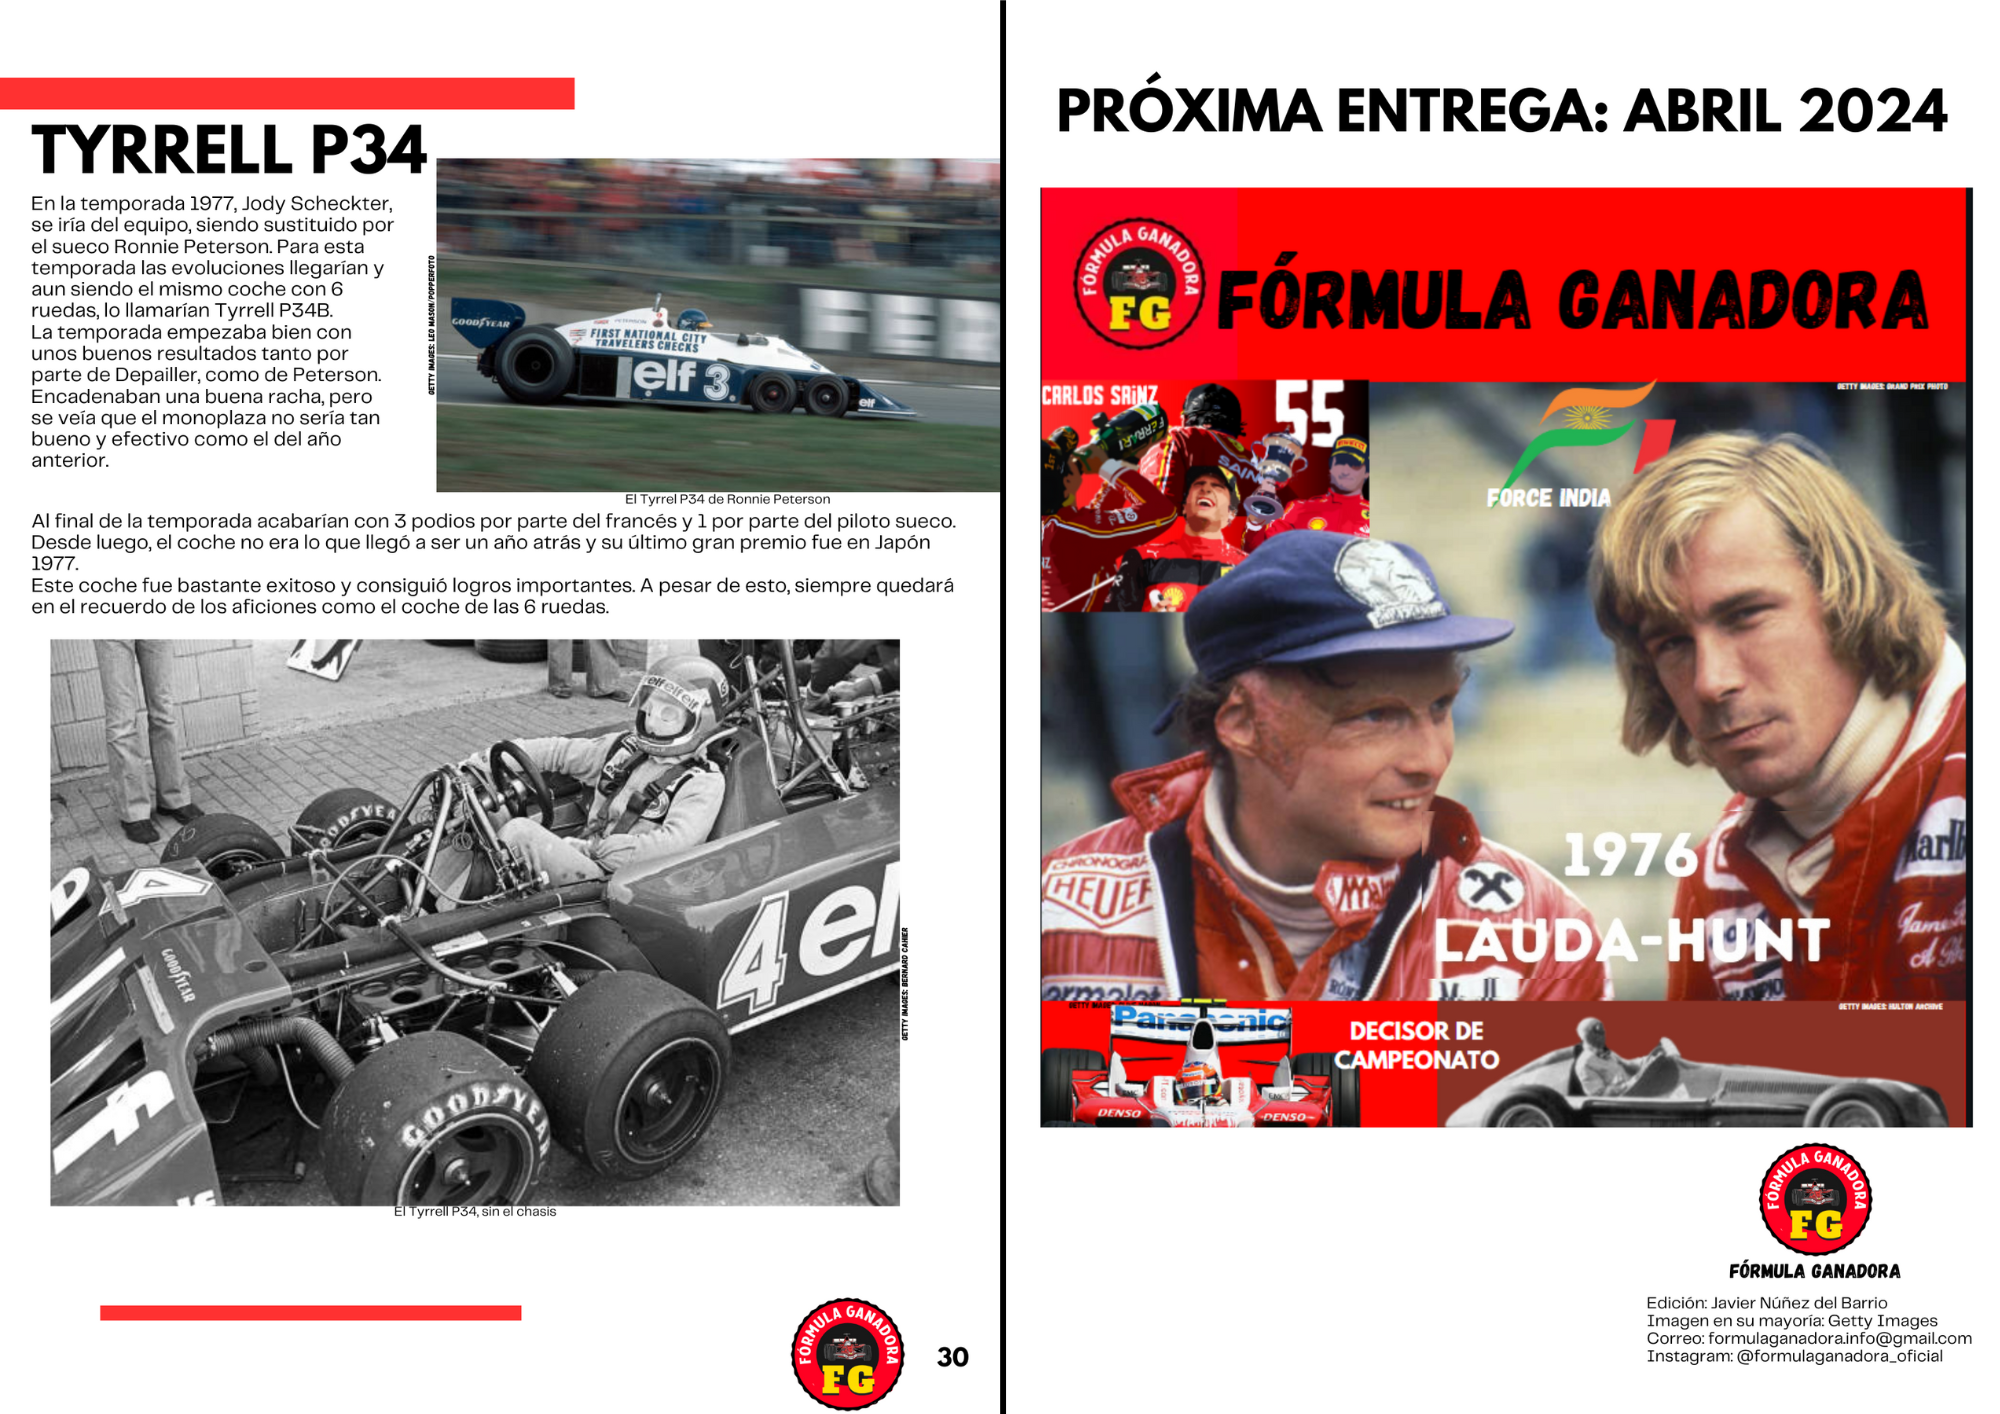 TYRRELL P34
En la temporada 1977, Jody Scheckter,
se iría del equipo, siendo sustituido por
el sueco Ronnie Peterson. Para esta
temporada las evoluciones llegarían y
aun siendo el mismo coche con 6
ruedas, lo llamarían Tyrrell P34B.
La temporada empezaba bien con
unos buenos resultados tanto por
parte de Depailler, como de Peterson.
Encadenaban una buena racha, pero
se veía que el monoplaza no sería tan
bueno y efectivo como el del año
anterior.
GETTY IMAGES: LEO MASON/POPPERFOTO
GOODYEAR
FIRST NATIONAL CITY
TRAVELERS CHECKS
elf 3
elf
El Tyrrel P34 de Ronnie Peterson
Al final de la temporada acabarían con 3 podios por parte del francés y 1 por parte del piloto sueco.
Desde luego, el coche no era lo que llegó a ser un año atrás y su último gran premio fue en Japón
1977.
Este coche fue bastante exitoso y consiguió logros importantes. A pesar de esto, siempre quedará
en el recuerdo de los aficiones como el coche de las 6 ruedas.
elf elf elf
GOODYEAR
4 el
4
GOODYEAR
GOODYEAR
GETTY IMAGES: BERNARD CAHIER
El Tyrrell P34, sin el chasis
FÓRMULA GANADORA
FG
30
PRÓXIMA ENTREGA: ABRIL 2024
FÓRMULA GANADORA
FG
FÓRMULA GANADORA
CARLOS SAiNZ
55
FERRARI
GETTY IMAGES: GRAND PRIX PHOTO
FORCE INDIA
CHRONOGRAPH
HEUER
Marlb
1976
LAUDA-HUNT
GETTY IMAGES: HULTON ARCHIVE
Panasonic
DENSO
DENSO
DECISOR DE
CAMPEONATO
FÓRMULA GANADORA
FG
FÓRMULA GANADORA
Edición: Javier Núñez del Barrio
Imagen en su mayoría: Getty Images
Correo: formulaganadora.info@gmail.com
Instagram: @formulaganadora_oficial